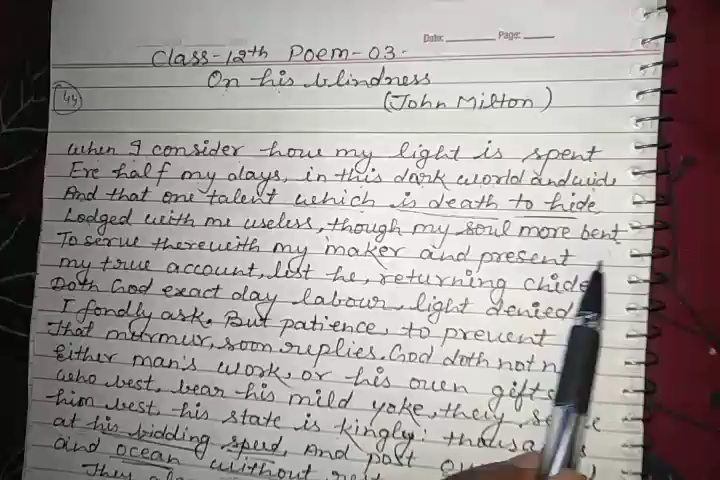 Date: Page:
Class-12th Poem-03-
On his blindness
44
(John Milton)
when I consider how my light is spent
Ere half my days, in this dark world and wide
And that one talent which is death to hide
Lodged with me useless, though my soul more bent
To serve therewith my maker and present
my true account, lest he, returning chide
Doth God exact day labour, light denied
I fondly ask. But patience, to prevent
That murmur, soon replies. God doth not
Either man's work, or his own gifts
who best, bear his mild yoke, they
him best, his state is kingly: thousa
at his bidding speed, And post
and ocean without
They